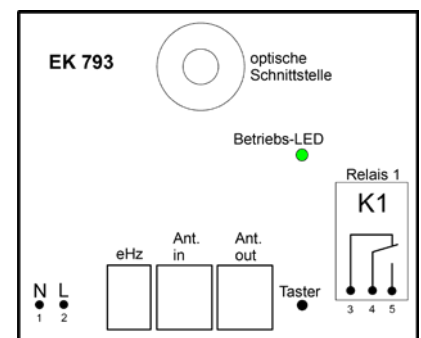 EK 793
optische
Schnittstelle
Betriebs-LED
Relais 1
K1
eHz
Ant.
in
Ant.
out
N L
Taster
1 2
3 4 5